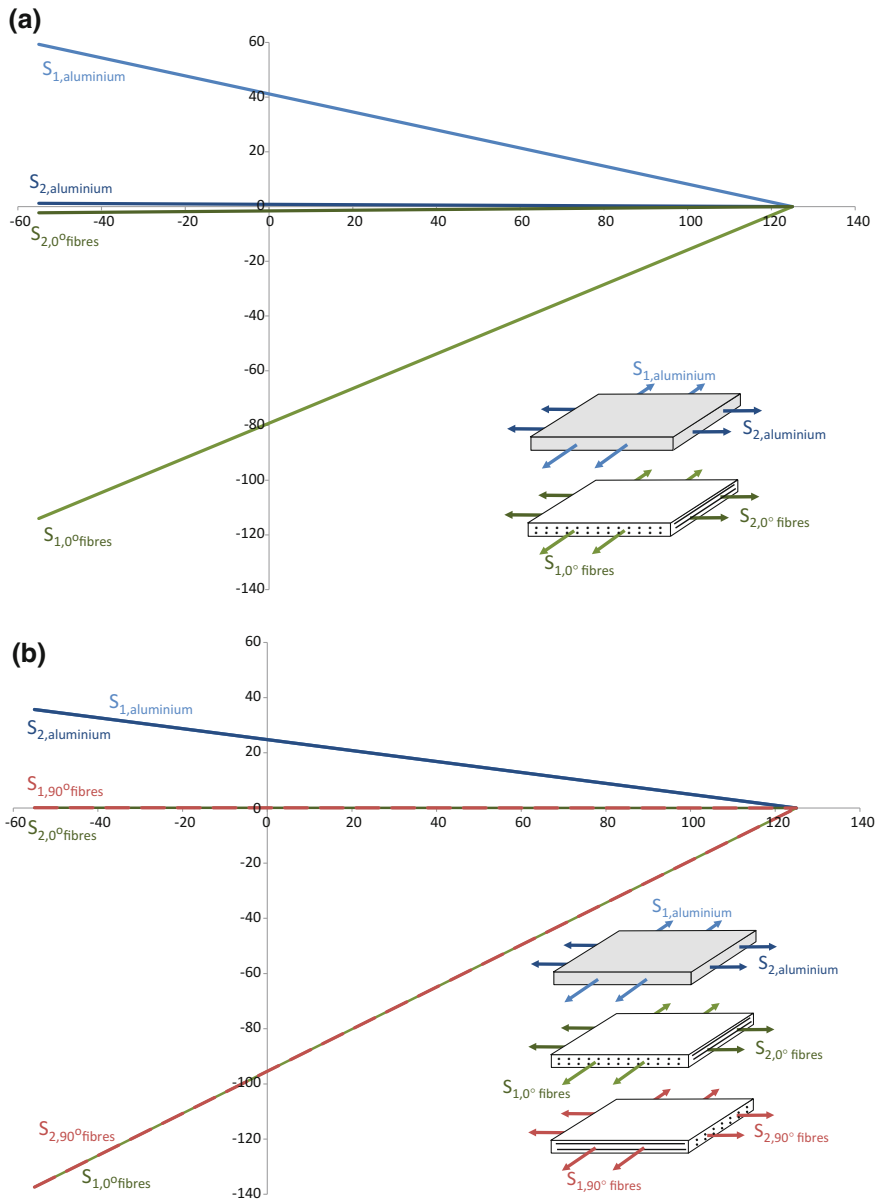 (a)
60
S1,aluminium
40
20
S2,aluminium
0
-60 -40 -20 0 20 40 60 80 100 120 140
S2,0°fibres
-20
-40
-60
-80
-100
-120
-140
S1,0°fibres
S1,aluminium
S2,aluminium
S2,0° fibres
S1,0° fibres
(b)
60
40
S1,aluminium
S2,aluminium
20
S1,90°fibres
0
-60 -40 -20 0 20 40 60 80 100 120 140
S2,0°fibres
-20
-40
-60
-80
-100
-120
-140
S2,90°fibres
S1,0°fibres
S1,aluminium
S2,aluminium
S2,0° fibres
S1,0° fibres
S2,90° fibres
S1,90° fibres